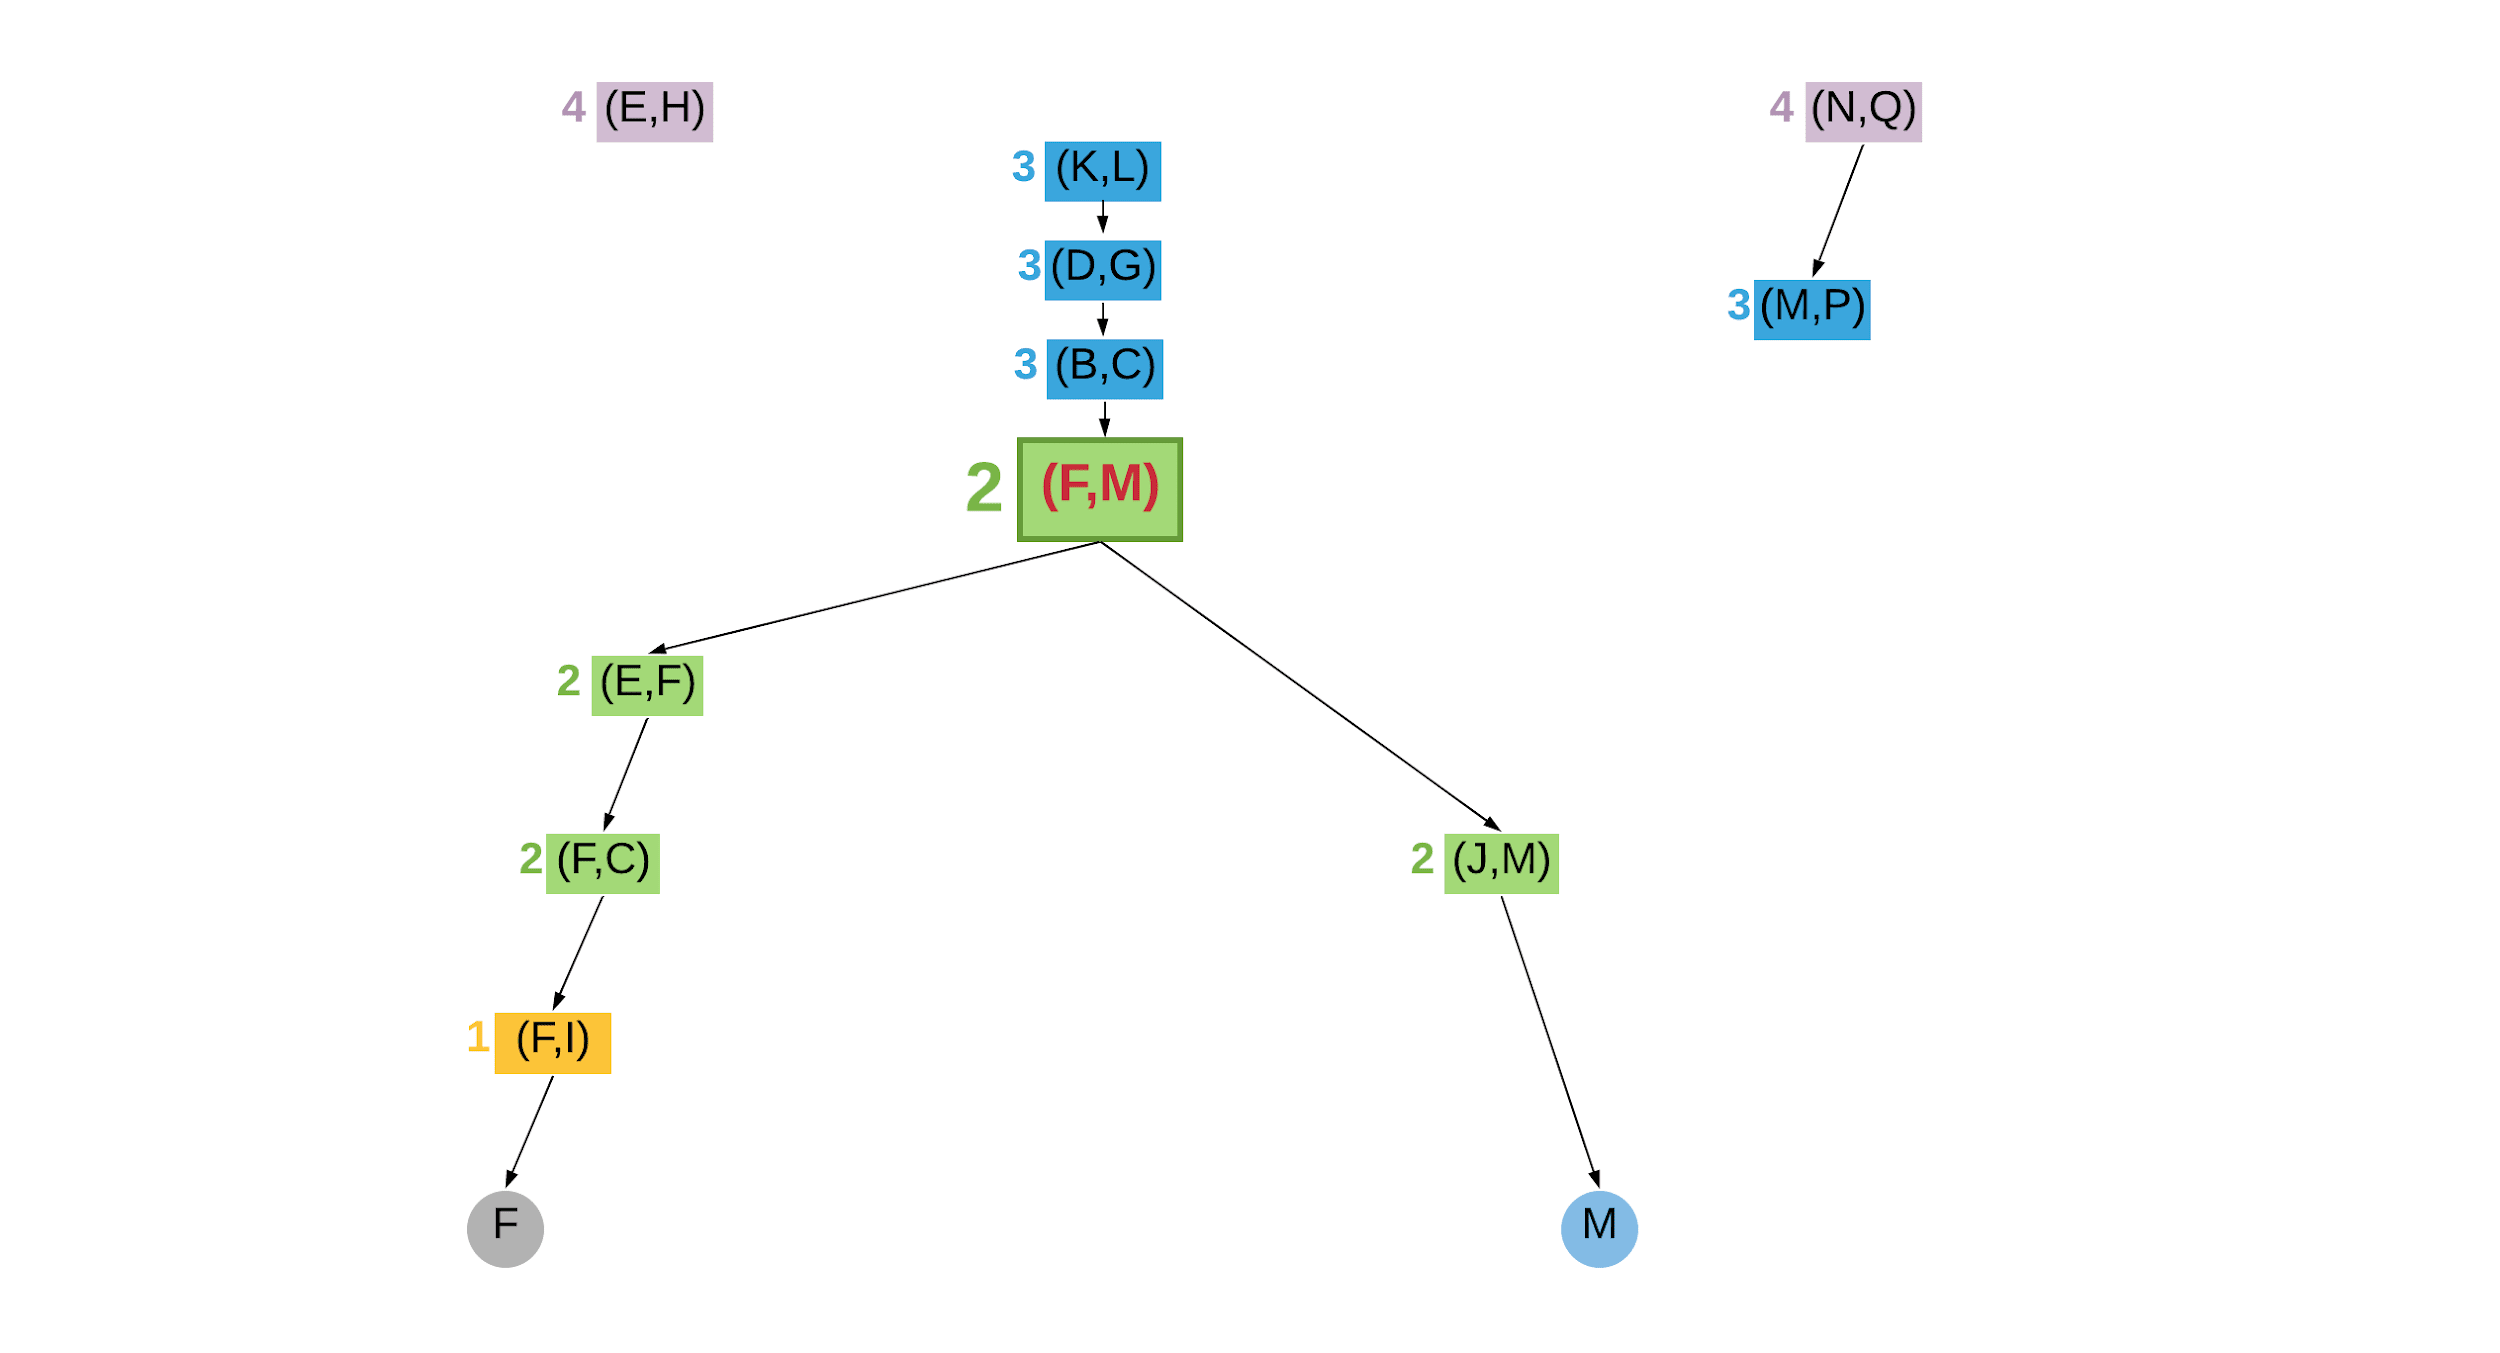 4 (E,H)
4 (N,Q)
3 (K,L)
3 (D,G)
3 (M,P)
3 (B,C)
2 (F,M)
2 (E,F)
2 (F,C)
2 (J,M)
1 (F,I)
F
M